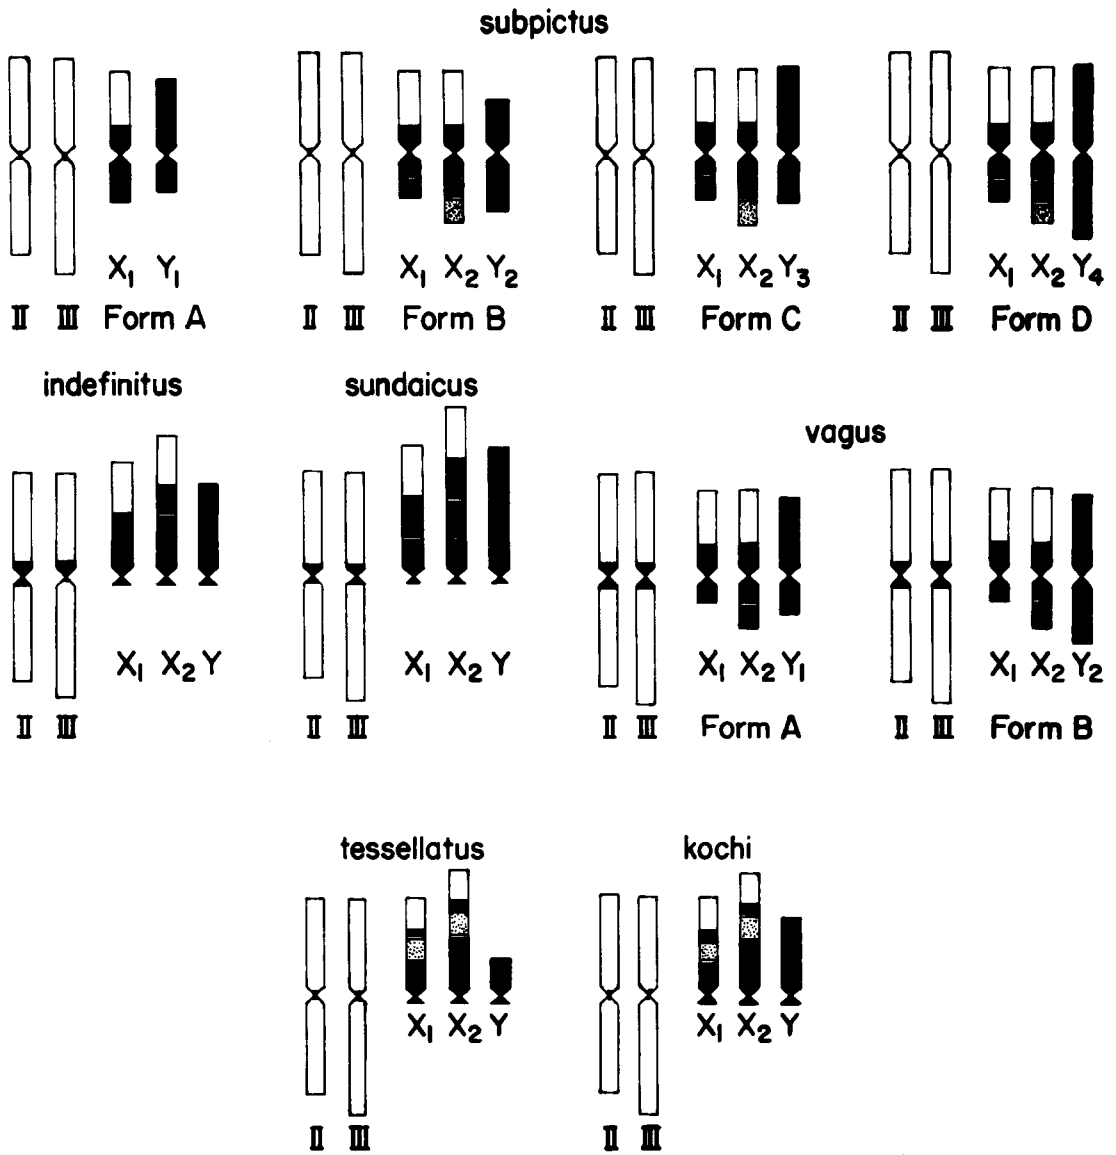 subpictus
X1 Y1 X1 X2 Y2 X1 X2 Y3 X1 X2 Y4
II III Form A II III Form B II III Form C II III Form D
indefinitus sundaicus
vagus
X1 X2 Y X1 X2 Y X1 X2 Y1 X1 X2 Y2
II III II III II III Form A II III Form B
tessellatus kochi
X1 X2 Y X1 X2 Y
II III II III